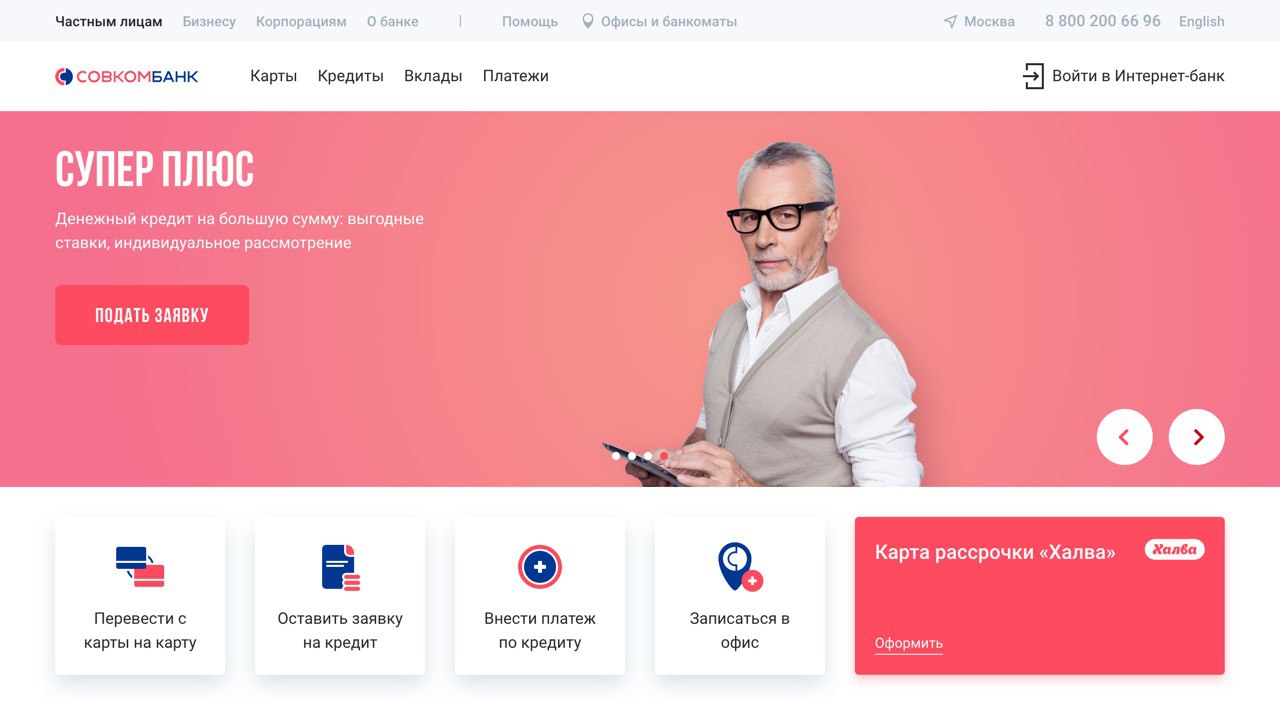 Частным лицам Бизнесу Корпорациям О банке | Помощь Офисы и банкоматы Москва 8 800 200 66 96 English
СОВКОМБАНК Карты Кредиты Вклады Платежи Войти в Интернет-банк
СУПЕР ПЛЮС
Денежный кредит на большую сумму: выгодные
ставки, индивидуальное рассмотрение
ПОДАТЬ ЗАЯВКУ
Перевести с
карты на карту
Оставить заявку
на кредит
Внести платеж
по кредиту
Записаться в
офис
Карта рассрочки «Халва» Халва
Оформить